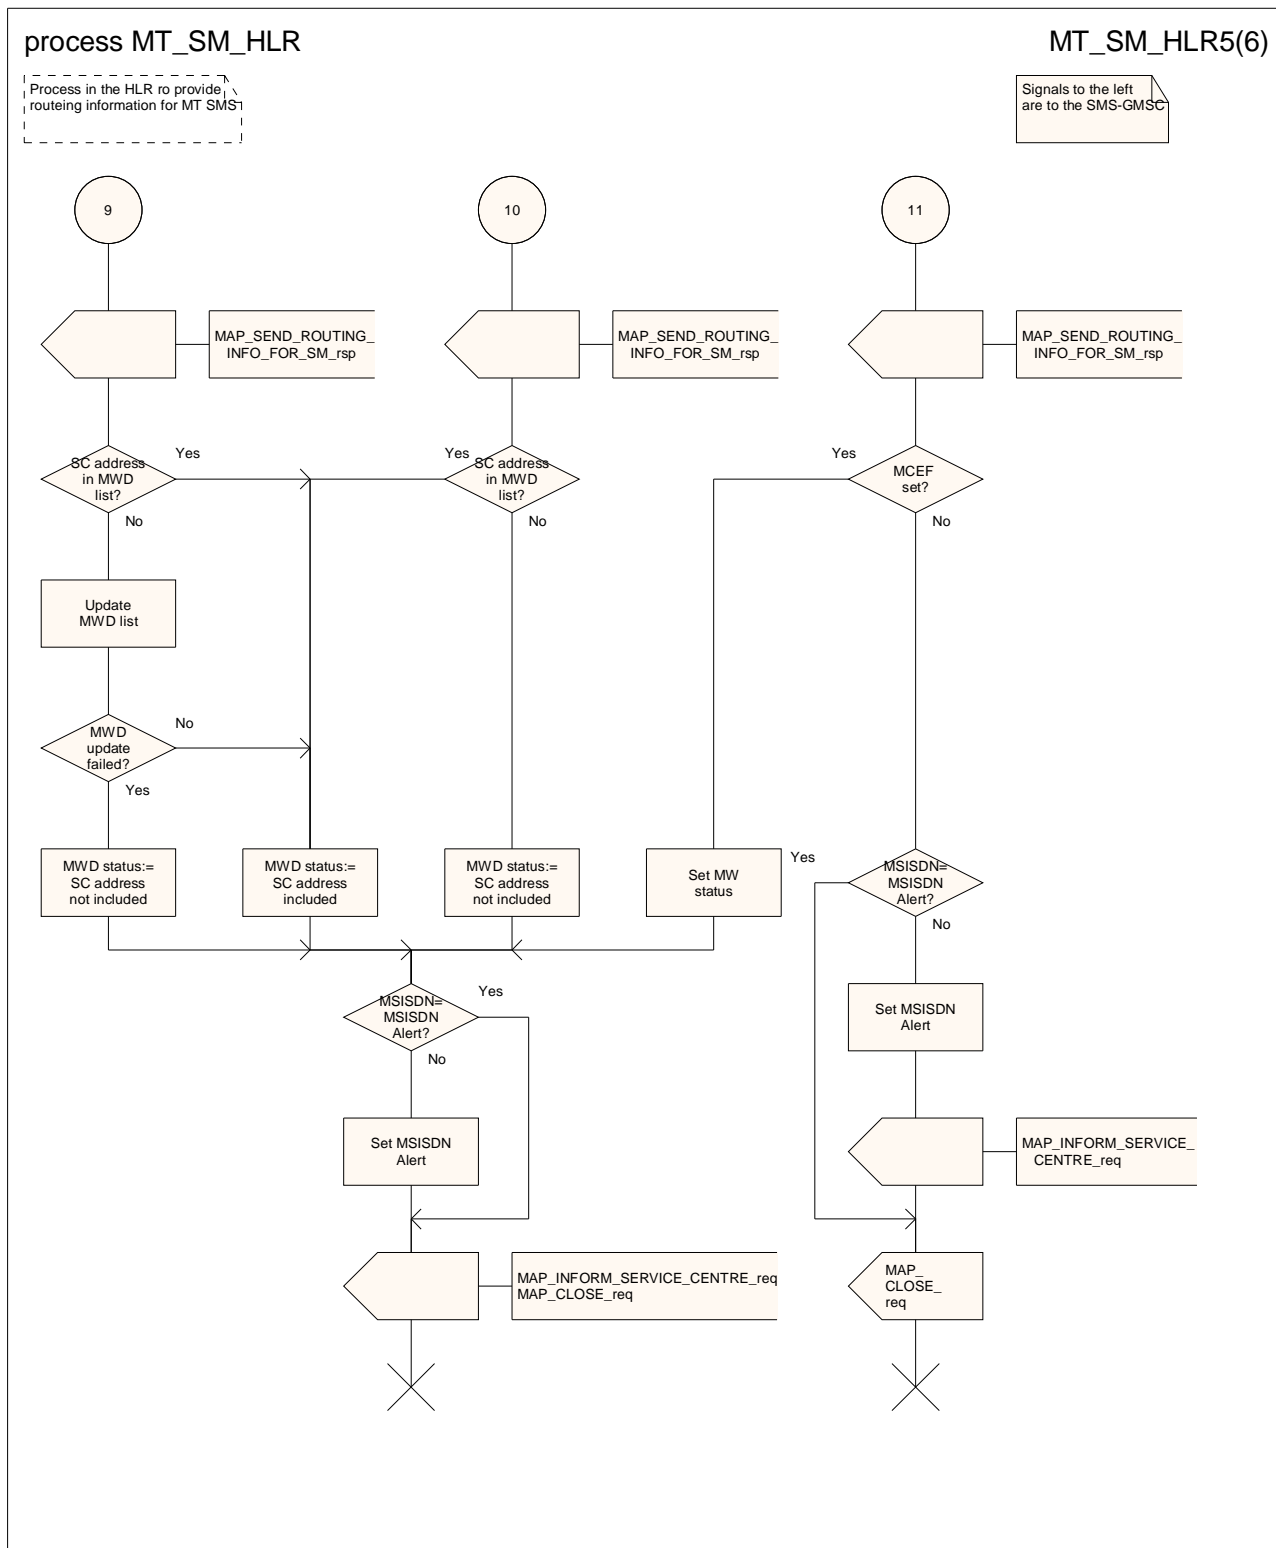 process MT_SM_HLR
MT_SM_HLR5(6)
Process in the HLR ro provide
routeing information for MT SMS
Signals to the left
are to the SMS-GMSC
9
10
11
MAP_SEND_ROUTING_
INFO_FOR_SM_rsp
MAP_SEND_ROUTING_
INFO_FOR_SM_rsp
MAP_SEND_ROUTING_
INFO_FOR_SM_rsp
SC address
in MWD
list?
Yes
No
Yes
SC address
in MWD
list?
No
Yes
MCEF
set?
No
Update
MWD list
MWD
update
failed?
No
Yes
MWD status:=
SC address
not included
MWD status:=
SC address
included
MWD status:=
SC address
not included
Set MW
status
Yes
MSISDN=
MSISDN
Alert?
No
MSISDN=
MSISDN
Alert?
Yes
No
Set MSISDN
Alert
Set MSISDN
Alert
MAP_INFORM_SERVICE_
CENTRE_req
MAP_INFORM_SERVICE_CENTRE_req
MAP_CLOSE_req
MAP_
CLOSE_
req